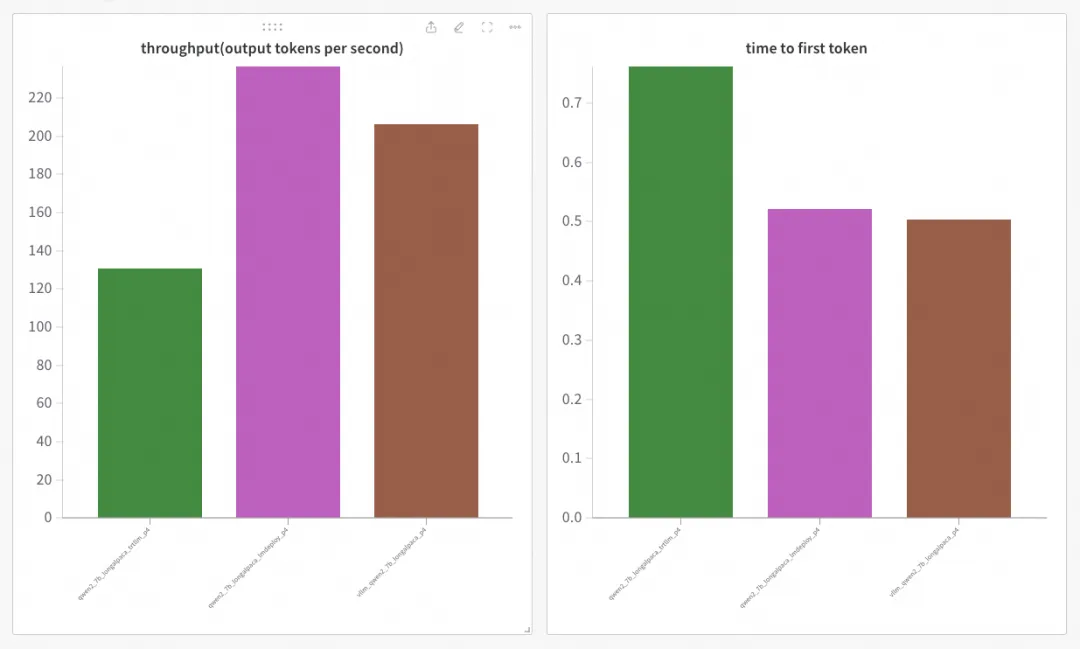 throughput(output tokens per second)
220
200
180
160
140
120
100
80
60
40
20
0
qwen2_7b_longalpaca_trtllm_p4
qwen2_7b_longalpaca_lmdeploy_p4
vllm_qwen2_7b_longalpaca_p4
time to first token
0.7
0.6
0.5
0.4
0.3
0.2
0.1
0.0
qwen2_7b_longalpaca_trtllm_p4
qwen2_7b_longalpaca_lmdeploy_p4
vllm_qwen2_7b_longalpaca_p4